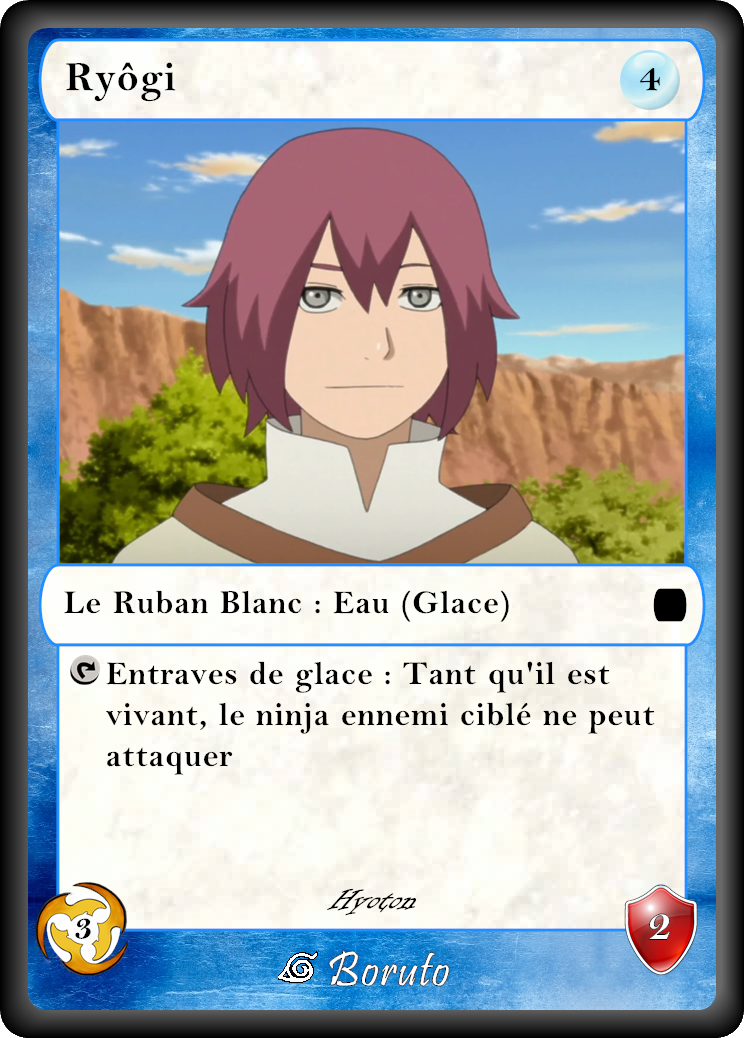 Ryôgi
4
Le Ruban Blanc : Eau (Glace)
Entraves de glace : Tant qu'il est
vivant, le ninja ennemi ciblé ne peut
attaquer
Hyoton
3
2
Boruto